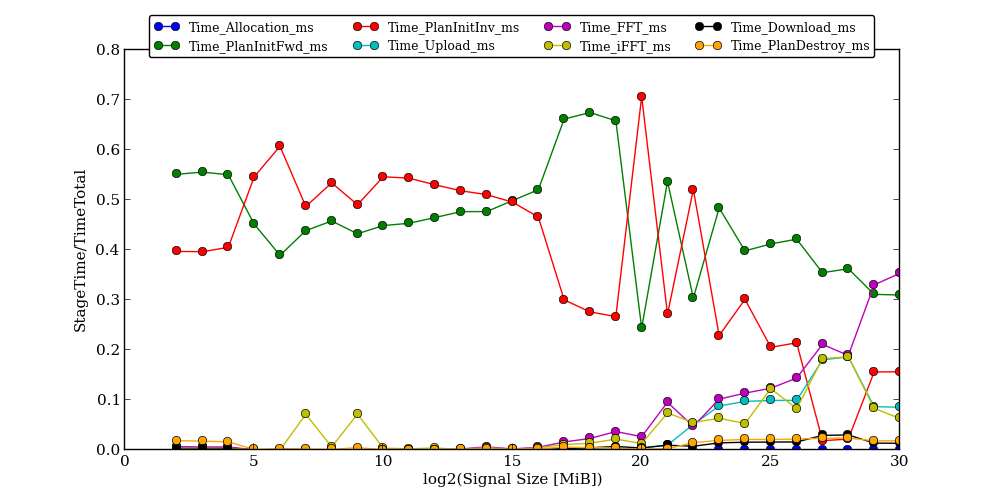 Time_Allocation_ms Time_PlanInitInv_ms Time_FFT_ms Time_Download_ms
Time_PlanInitFwd_ms Time_Upload_ms Time_iFFT_ms Time_PlanDestroy_ms
0.8
0.7
0.6
0.5
0.4
0.3
0.2
0.1
0.0
StageTime/TimeTotal
0 5 10 15 20 25 30
log2(Signal Size [MiB])